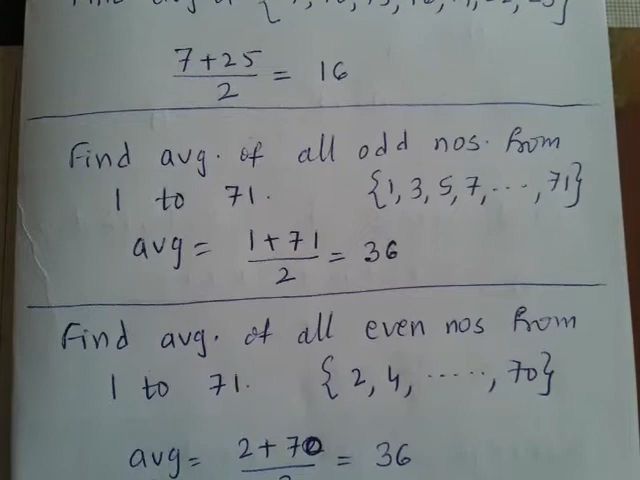 7+25
2
= 16
Find avg. of all odd nos. from
1 to 71. {1, 3, 5, 7, ..., 71}
avg = 1+71
2
= 36
Find avg. of all even nos from
1 to 71. { 2, 4, ....., 70}
avg = 2+70
= 36